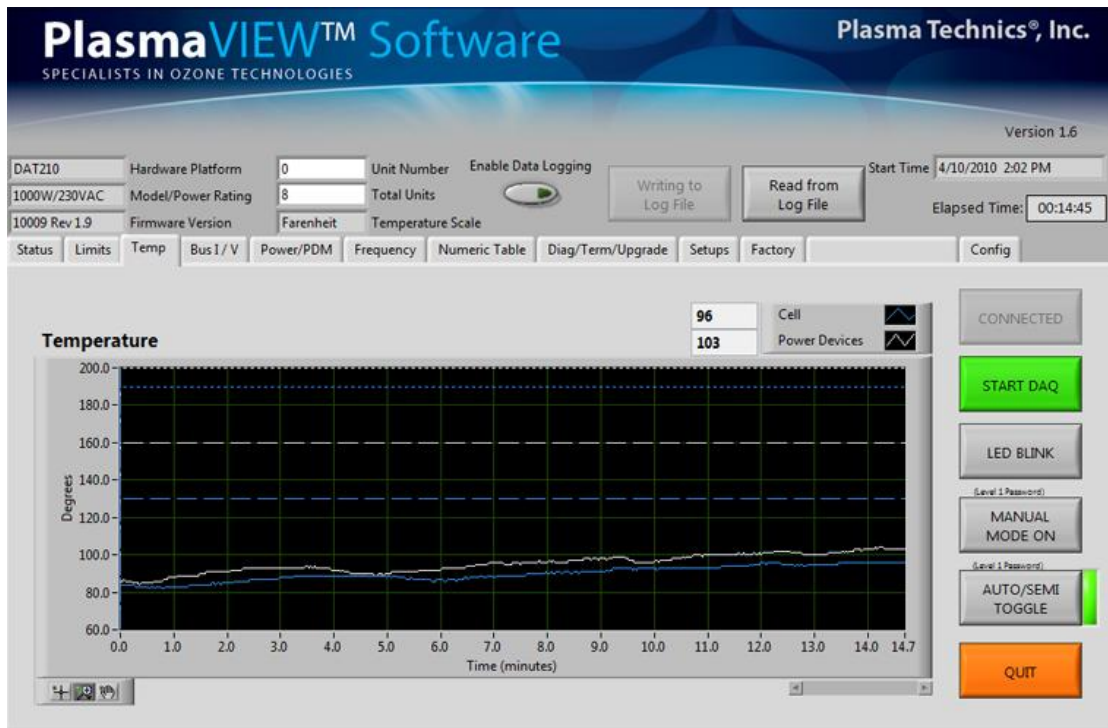 PlasmaVIEW™ Software
SPECIALISTS IN OZONE TECHNOLOGIES
Plasma Technics®, Inc.
Version 1.6
DAT210 Hardware Platform 0 Unit Number Enable Data Logging
1000W/230VAC Model/Power Rating 8 Total Units
10009 Rev 1.9 Firmware Version Farenheit Temperature Scale
Writing to
Log File
Read from
Log File
Start Time 4/10/2010 2:02 PM
Elapsed Time: 00:14:45
Status Limits Temp Bus I / V Power/PDM Frequency Numeric Table Diag/Term/Upgrade Setups Factory Config
Temperature
96 Cell
103 Power Devices
200.0
180.0
160.0
140.0
120.0
100.0
80.0
60.0
Degrees
0.0 1.0 2.0 3.0 4.0 5.0 6.0 7.0 8.0 9.0 10.0 11.0 12.0 13.0 14.0 14.7
Time (minutes)
CONNECTED
START DAQ
LED BLINK
(Level 1 Password)
MANUAL
MODE ON
(Level 1 Password)
AUTO/SEMI
TOGGLE
QUIT